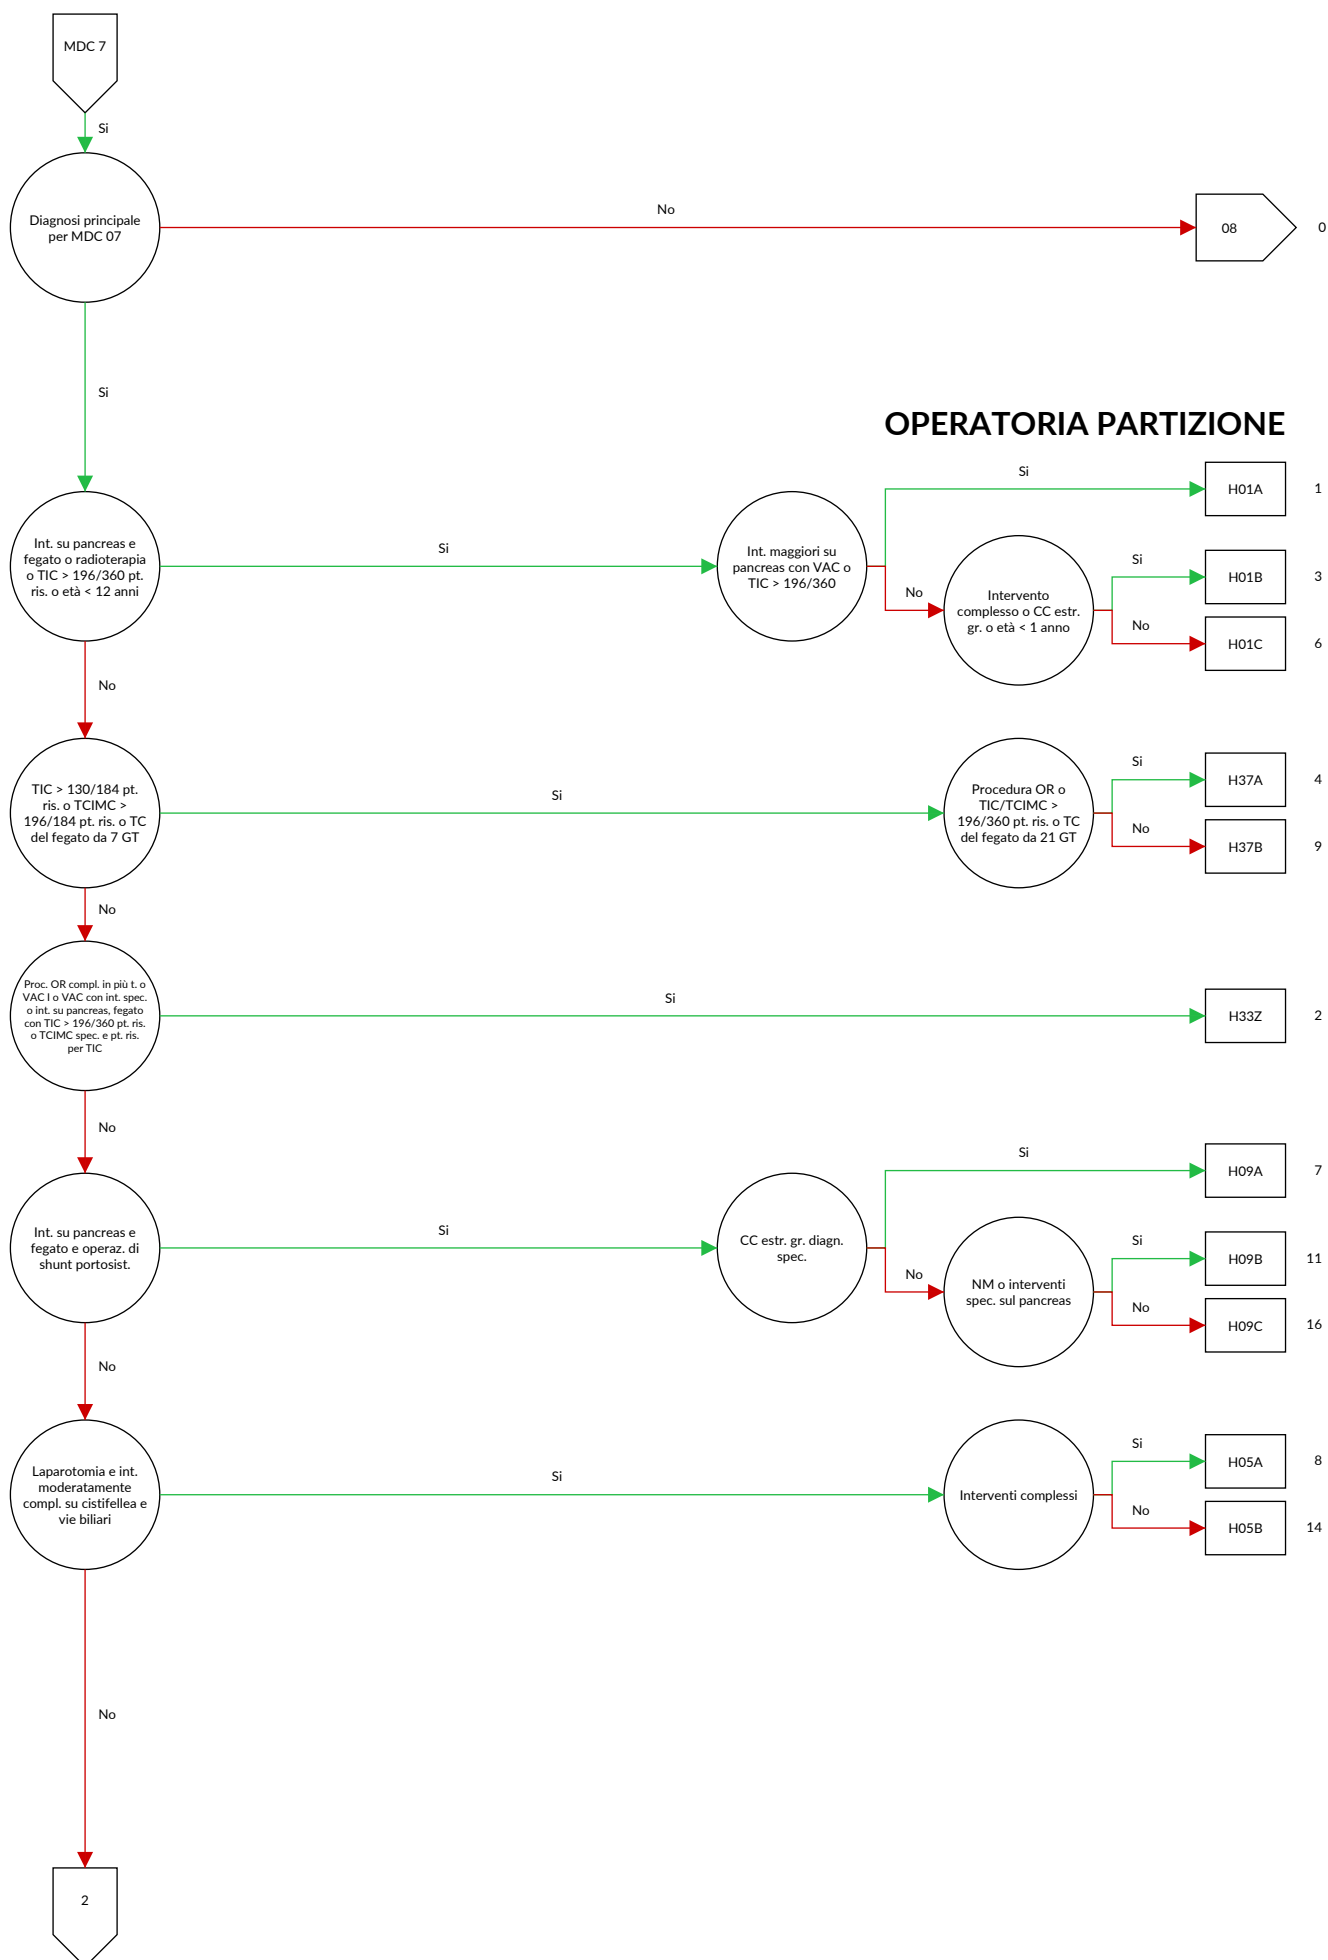 MDC 7
Si
Diagnosi principale
per MDC 07
No
08
0
Si
OPERATORIA PARTIZIONE
Int. su pancreas e
fegato o radioterapia
o TIC > 196/360 pt.
ris. o età < 12 anni
Si
Int. maggiori su
pancreas con VAC o
TIC > 196/360
Si
H01A
1
No
Intervento
complesso o CC estr.
gr. o età < 1 anno
Si
H01B
3
No
H01C
6
No
TIC > 130/184 pt.
ris. o TCIMC >
196/184 pt. ris. o TC
del fegato da 7 GT
Si
Procedura OR o
TIC/TCIMC >
196/360 pt. ris. o TC
del fegato da 21 GT
Si
H37A
4
No
H37B
9
No
Proc. OR compl. in più t. o
VAC I o VAC con int. spec.
o int. su pancreas, fegato
con TIC > 196/360 pt. ris.
o TCIMC spec. e pt. ris.
per TIC
Si
H33Z
2
No
Int. su pancreas e
fegato e operaz. di
shunt portosist.
Si
CC estr. gr. diagn.
spec.
Si
H09A
7
No
NM o interventi
spec. sul pancreas
Si
H09B
11
No
H09C
16
No
Laparotomia e int.
moderatamente
compl. su cistifellea e
vie biliari
Si
Interventi complessi
Si
H05A
8
No
H05B
14
No
2